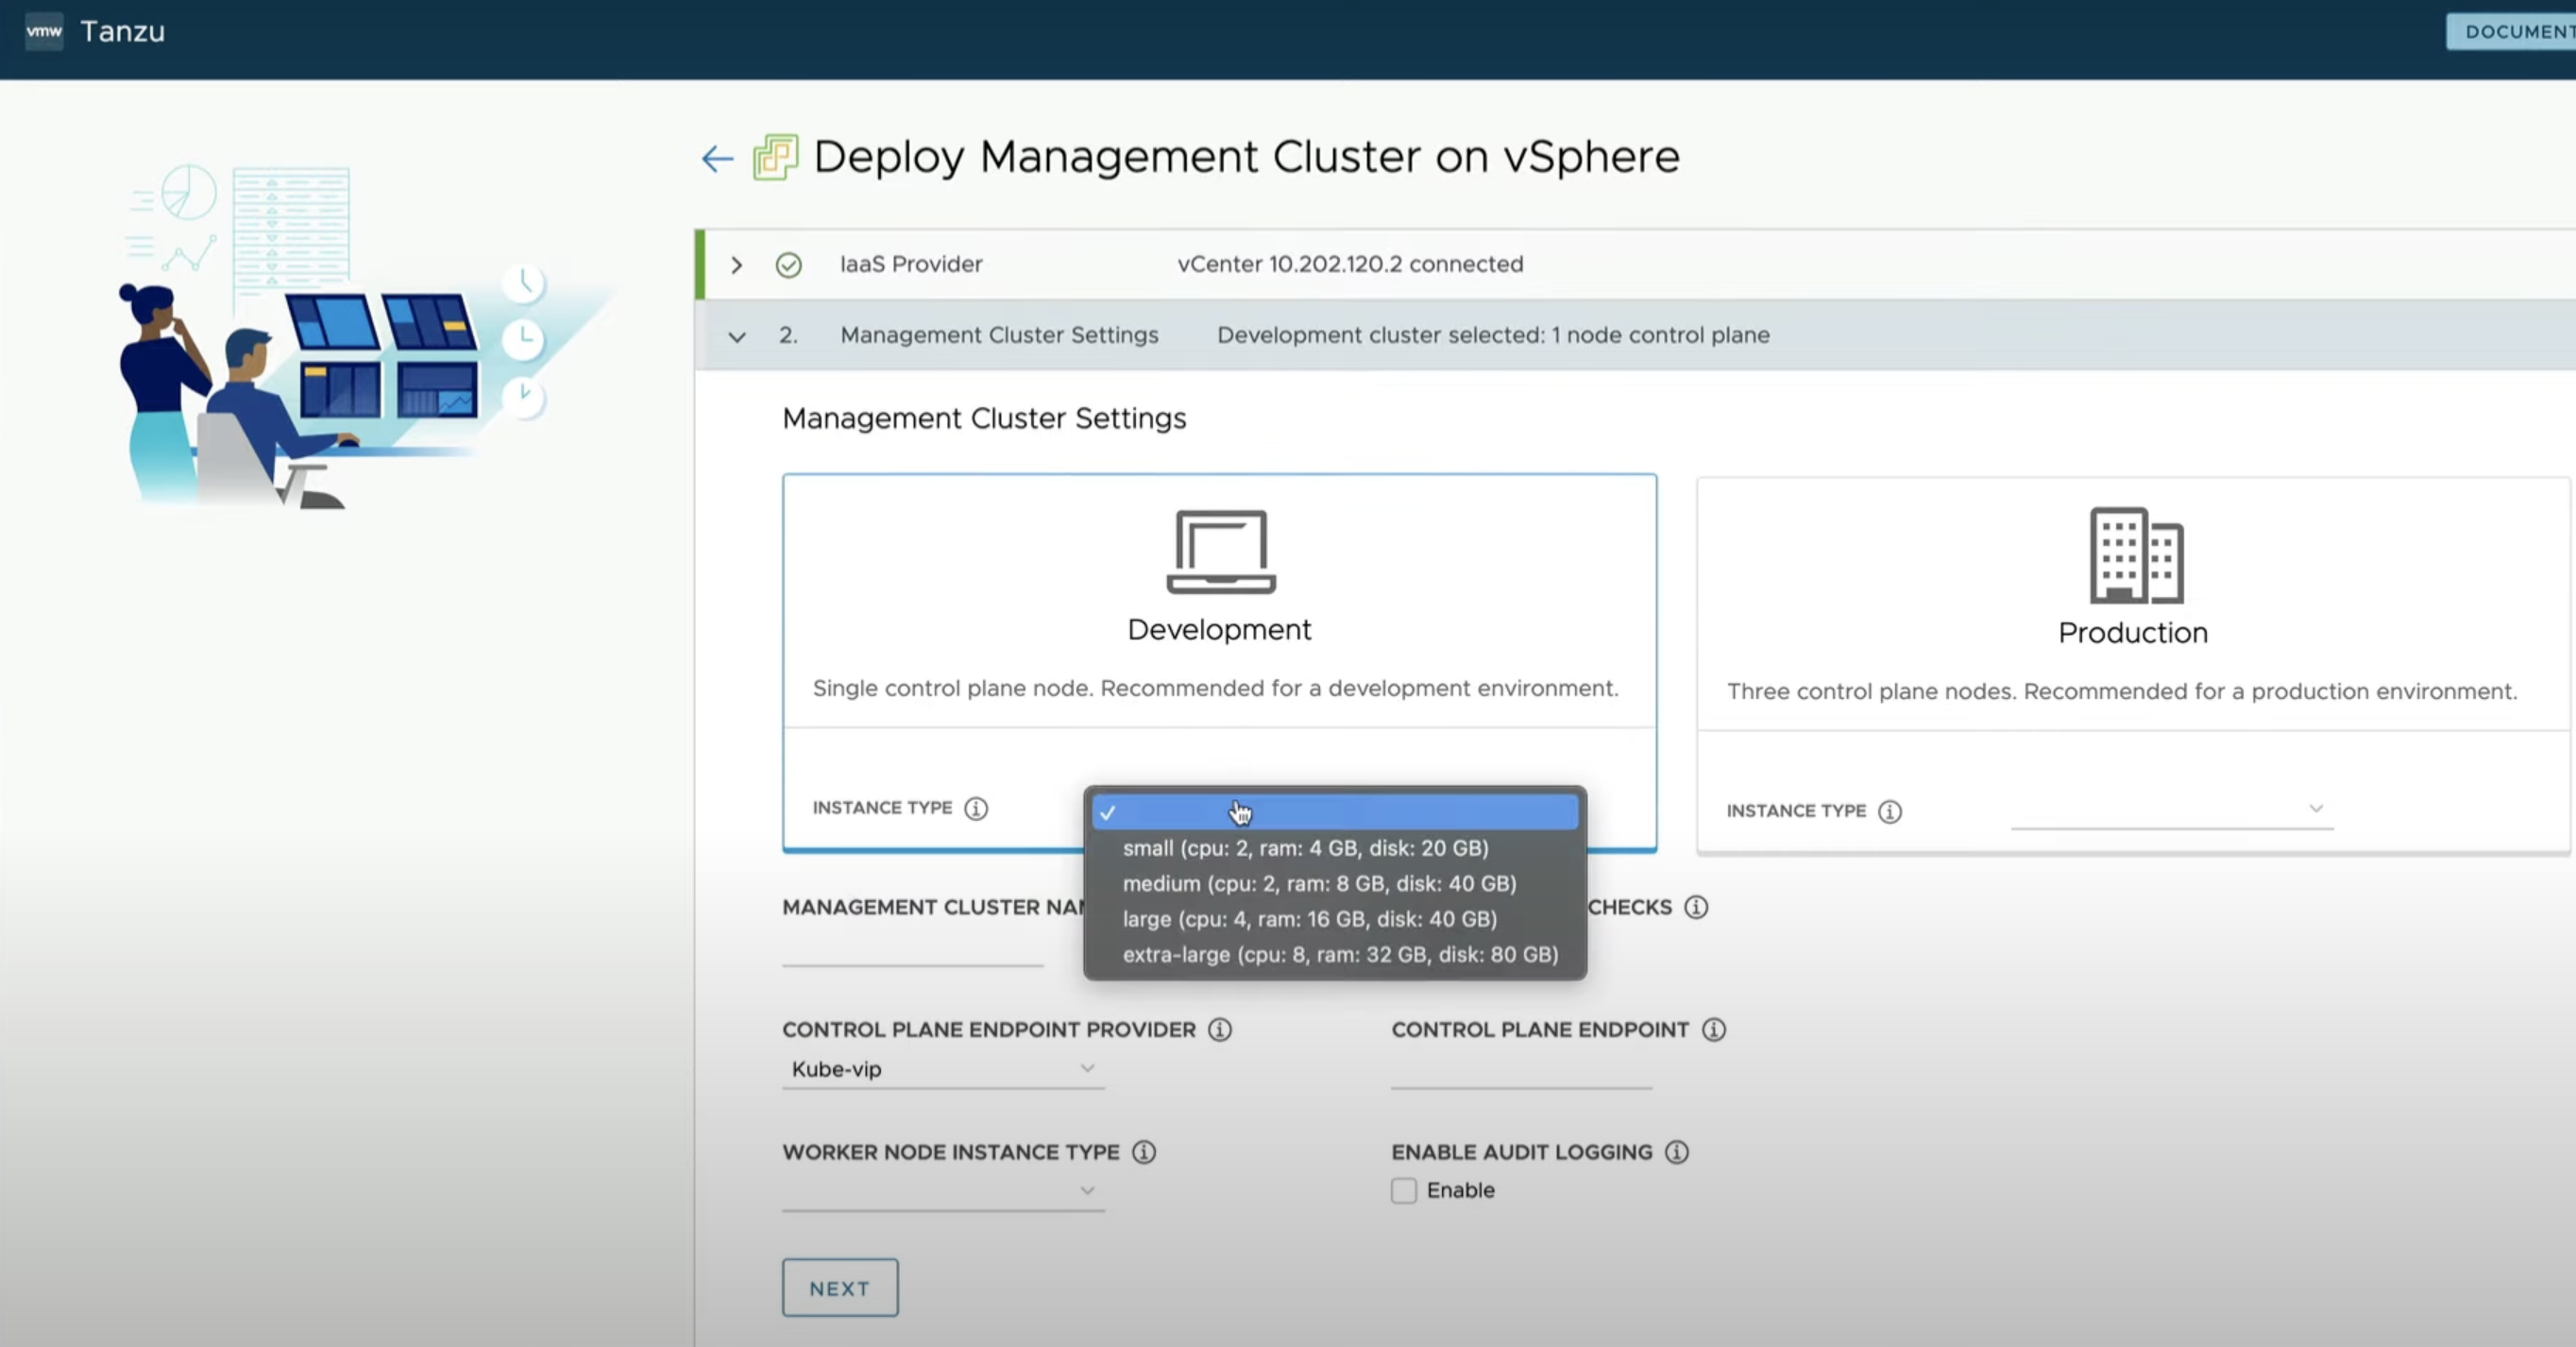 vmw Tanzu
DOCUMENT
Deploy Management Cluster on vSphere
IaaS Provider vCenter 10.202.120.2 connected
2. Management Cluster Settings Development cluster selected: 1 node control plane
Management Cluster Settings
Development
Single control plane node. Recommended for a development environment.
Production
Three control plane nodes. Recommended for a production environment.
INSTANCE TYPE
small (cpu: 2, ram: 4 GB, disk: 20 GB)
medium (cpu: 2, ram: 8 GB, disk: 40 GB)
large (cpu: 4, ram: 16 GB, disk: 40 GB)
extra-large (cpu: 8, ram: 32 GB, disk: 80 GB)
INSTANCE TYPE
MANAGEMENT CLUSTER NA
CHECKS
CONTROL PLANE ENDPOINT PROVIDER
Kube-vip
CONTROL PLANE ENDPOINT
WORKER NODE INSTANCE TYPE
ENABLE AUDIT LOGGING
Enable
NEXT